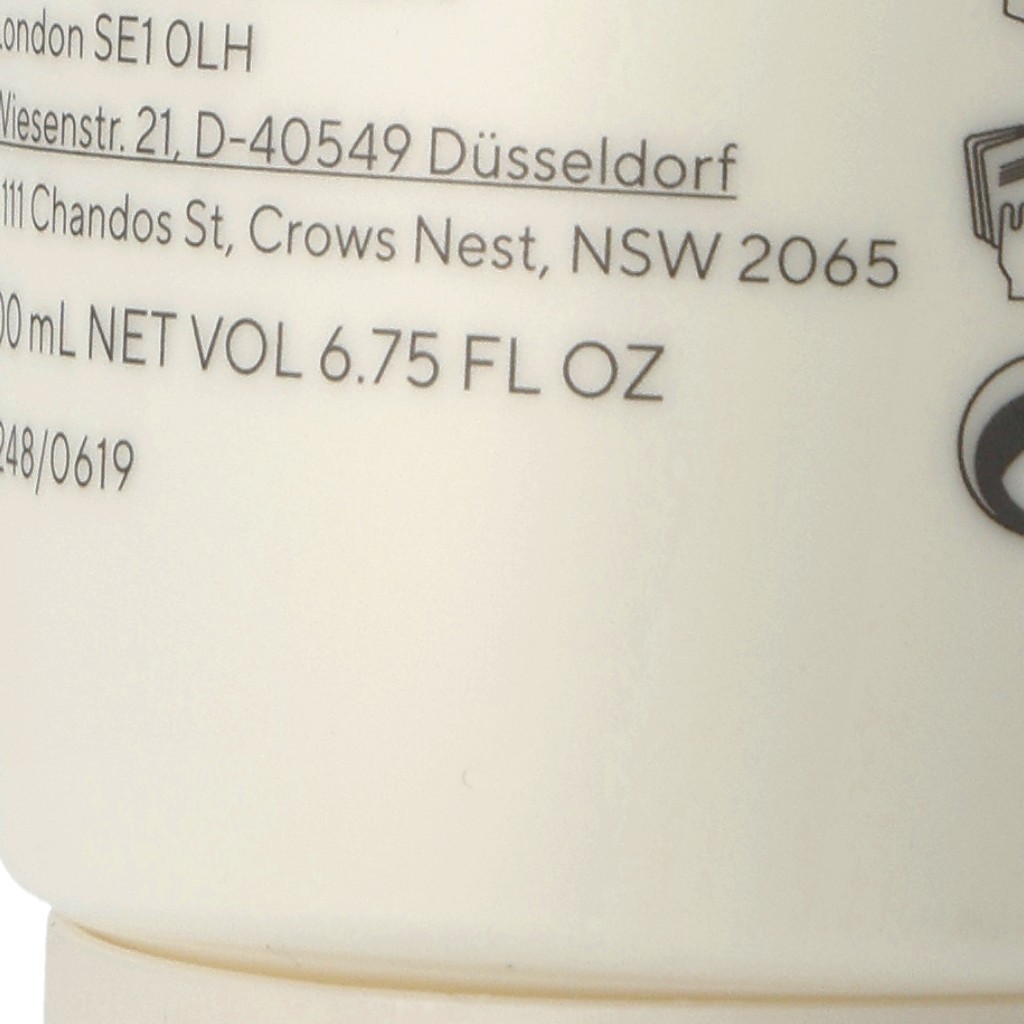 London SE1 0LH
Wiesenstr. 21, D-40549 Düsseldorf
111 Chandos St, Crows Nest, NSW 2065
mL NET VOL 6.75 FL OZ
248/0619